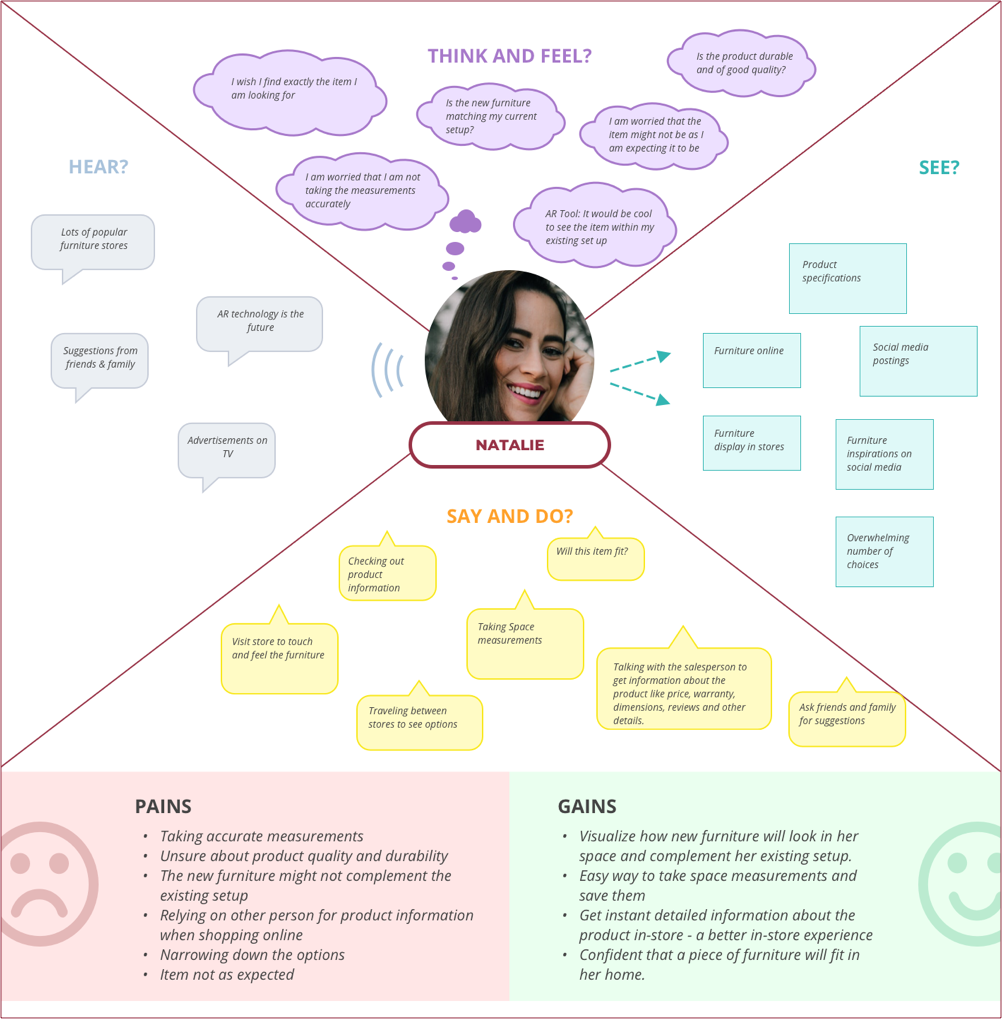 THINK AND FEEL?
I wish I find exactly the item I
am looking for
Is the new furniture
matching my current
setup?
Is the product durable
and of good quality?
I am worried that the
item might not be as I
am expecting it to be
I am worried that I am not
taking the measurements
accurately
AR Tool: It would be cool
to see the item within my
existing set up
HEAR?
Lots of popular
furniture stores
AR technology is the
future
Suggestions from
friends & family
Advertisements on
TV
SEE?
Product
specifications
Furniture online
Social media
postings
Furniture
display in stores
Furniture
inspirations on
social media
Overwhelming
number of
choices
NATALIE
SAY AND DO?
Checking out
product
information
Will this item fit?
Visit store to touch
and feel the furniture
Taking Space
measurements
Traveling between
stores to see options
Talking with the salesperson to
get information about the
product like price, warranty,
dimensions, reviews and other
details.
Ask friends and family
for suggestions
PAINS
• Taking accurate measurements
• Unsure about product quality and durability
• The new furniture might not complement the
existing setup
• Relying on other person for product information
when shopping online
• Narrowing down the options
• Item not as expected
GAINS
• Visualize how new furniture will look in her
space and complement her existing setup.
• Easy way to take space measurements and
save them
• Get instant detailed information about the
product in-store - a better in-store experience
• Confident that a piece of furniture will fit in
her home.